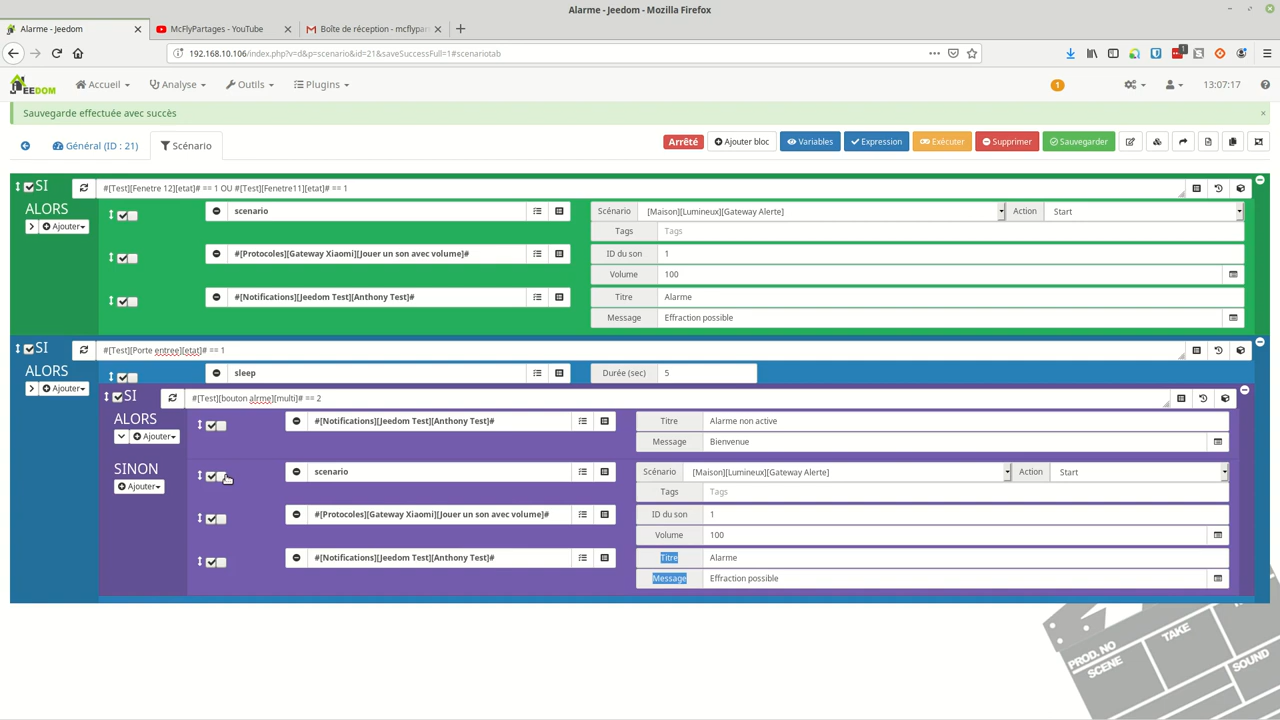 Alarme - Jeedom - Mozilla Firefox
Alarme - Jeedom
McFlyPartages - YouTube
Boîte de réception - mcflypar
192.168.10.106/index.php?v=d&p=scenario&id=21&saveSuccessFull=1#scenariotab
1
JEEDOM
Accueil
Analyse
Outils
Plugins
1
13:07:17
Sauvegarde effectuée avec succès
Général (ID : 21)
Scénario
Arrêté
Ajouter bloc
Variables
Expression
Exécuter
Supprimer
Sauvegarder
SI
#[Test][Fenetre 12][etat]# == 1 OU #[Test][Fenetre11][etat]# == 1
ALORS
Ajouter
scenario
Scénario
[Maison][Lumineux][Gateway Alerte]
Action
Start
Tags
Tags
#[Protocoles][Gateway Xiaomi][Jouer un son avec volume]#
ID du son
1
Volume
100
#[Notifications][Jeedom Test][Anthony Test]#
Titre
Alarme
Message
Effraction possible
SI
#[Test][Porte entree][etat]# == 1
ALORS
Ajouter
sleep
Durée (sec)
5
SI
#[Test][bouton alrme][multi]# == 2
ALORS
Ajouter
#[Notifications][Jeedom Test][Anthony Test]#
Titre
Alarme non active
Message
Bienvenue
SINON
Ajouter
scenario
Scénario
[Maison][Lumineux][Gateway Alerte]
Action
Start
Tags
Tags
#[Protocoles][Gateway Xiaomi][Jouer un son avec volume]#
ID du son
1
Volume
100
#[Notifications][Jeedom Test][Anthony Test]#
Titre
Alarme
Message
Effraction possible
PROD. NO
SCENE
TAKE
SOUND